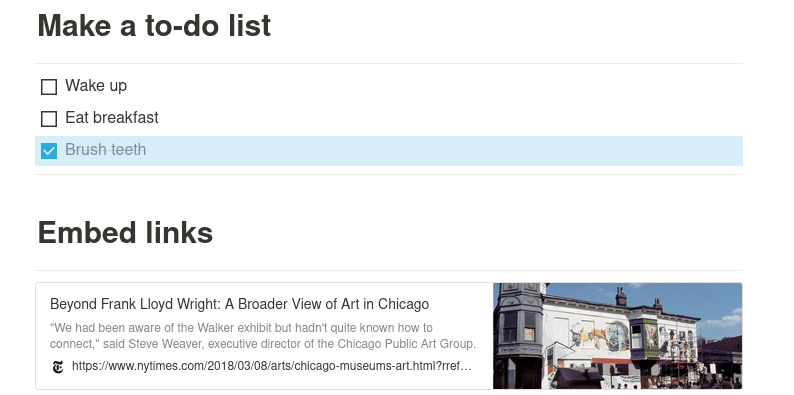 Make a to-do list
Wake up
Eat breakfast
Brush teeth
Embed links
Beyond Frank Lloyd Wright: A Broader View of Art in Chicago
"We had been aware of the Walker exhibit but hadn't quite known how to
connect," said Steve Weaver, executive director of the Chicago Public Art Group.
https://www.nytimes.com/2018/03/08/arts/chicago-museums-art.html?rref…